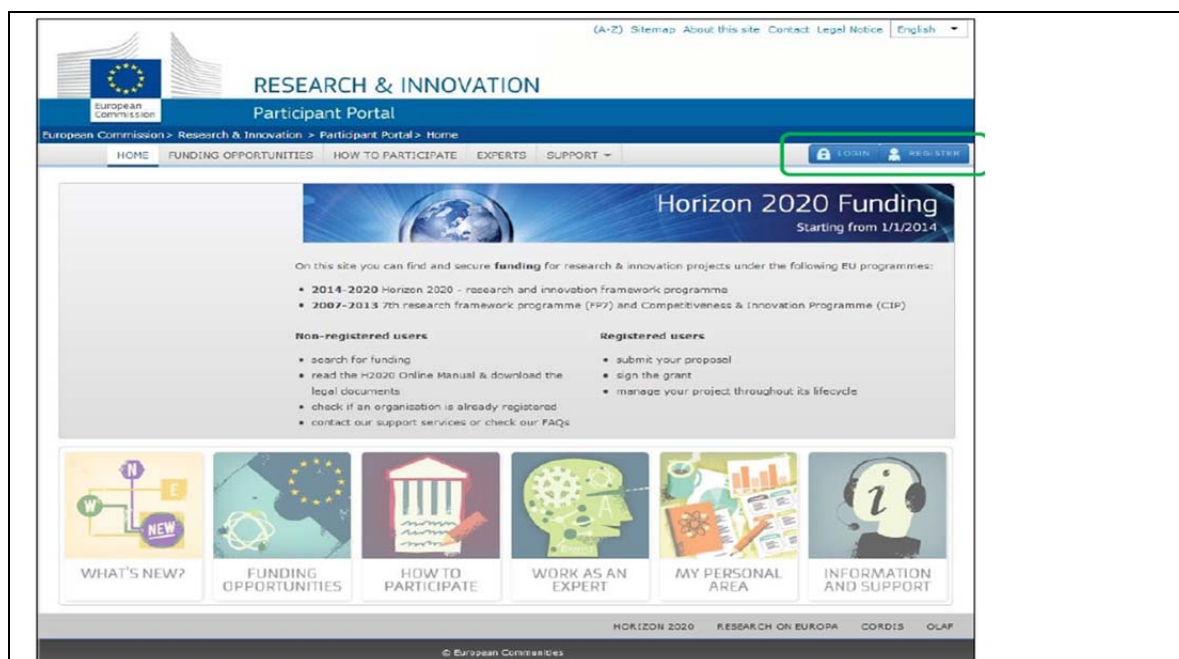 (A-Z) Sitemap About this site Contact Legal Notice English
European
Commission
RESEARCH & INNOVATION
Participant Portal
European Commission > Research & Innovation > Participant Portal > Home
HOME FUNDING OPPORTUNITIES HOW TO PARTICIPATE EXPERTS SUPPORT LOGIN REGISTER
Horizon 2020 Funding
Starting from 1/1/2014
On this site you can find and secure funding for research & innovation projects under the following EU programmes:
• 2014-2020 Horizon 2020 - research and innovation framework programme
• 2007-2013 7th research framework programme (FP7) and Competitiveness & Innovation Programme (CIP)
Non-registered users
• search for funding
• read the H2020 Online Manual & download the
legal documents
• check if an organisation is already registered
• contact our support services or check our FAQs
Registered users
• submit your proposal
• sign the grant
• manage your project throughout its lifecycle
N
W
E
NEW
A
i
WHAT'S NEW?
FUNDING
OPPORTUNITIES
HOW TO
PARTICIPATE
WORK AS AN
EXPERT
MY PERSONAL
AREA
INFORMATION
AND SUPPORT
HORIZON 2020 RESEARCH ON EUROPA CORDIS OLAF
© European Communities